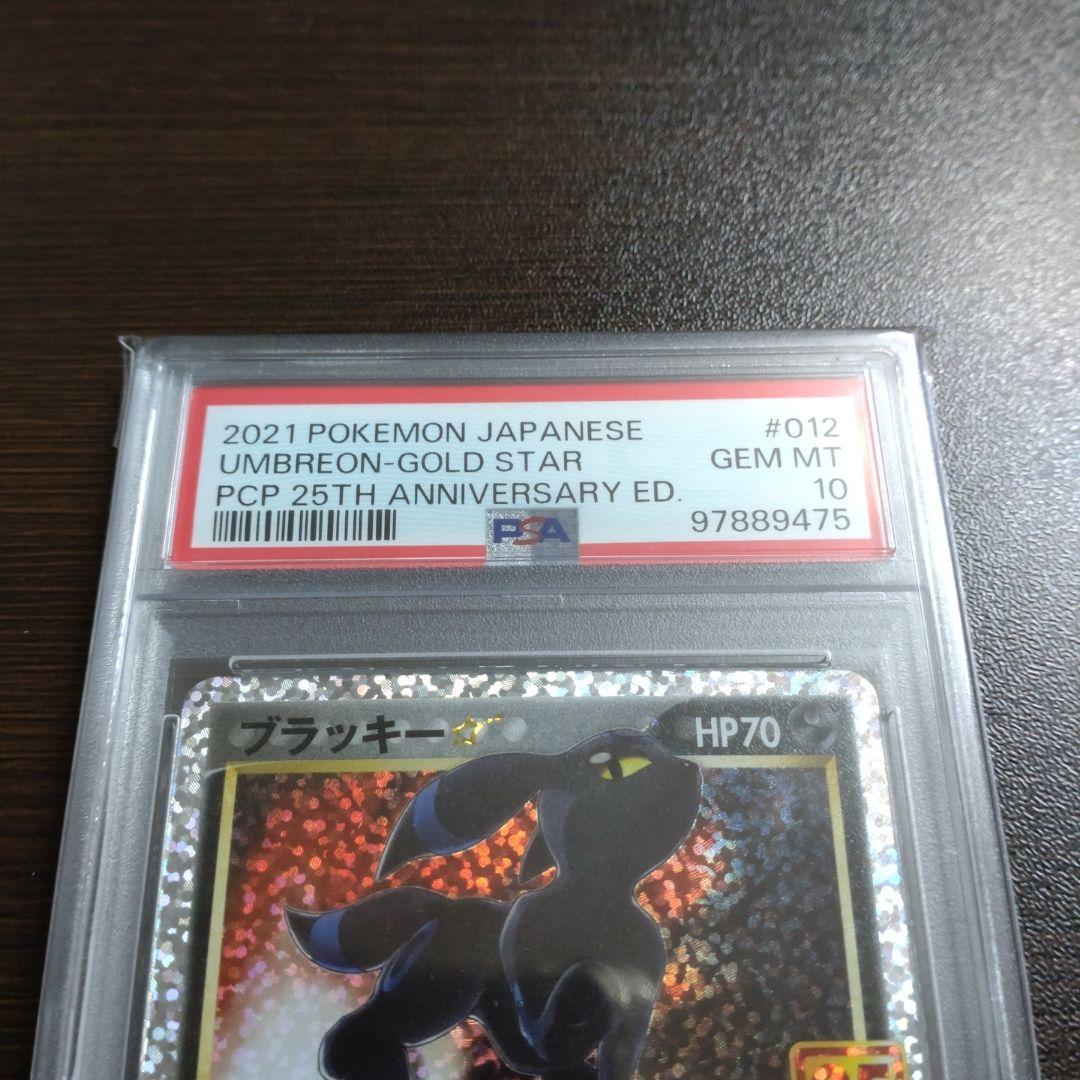 2021 POKEMON JAPANESE #012
UMBREON-GOLD STAR GEM MT
PCP 25TH ANNIVERSARY ED. 10
PSA 97889475
ブラッキー☆ HP70
25